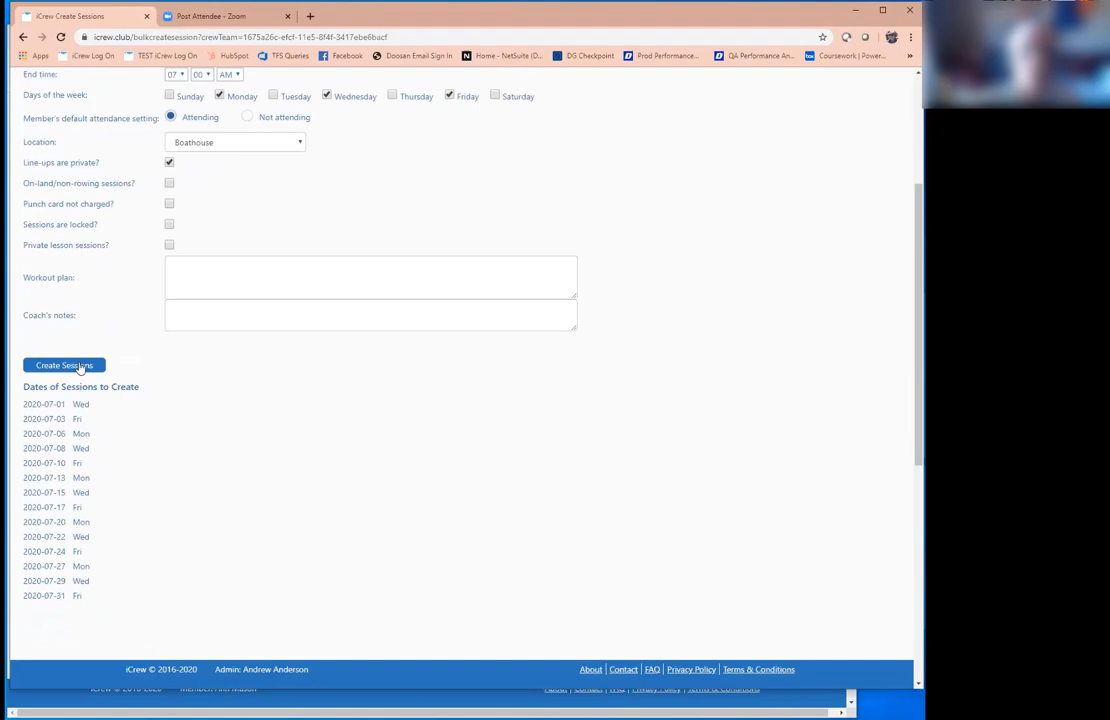 iCrew Create Sessions
Post Attendee - Zoom
icrew.club/bulkcreatesession?crewTeam=1675a26c-efcf-11e5-8f4f-3417ebe6bacf
Apps iCrew Log On TEST iCrew Log On HubSpot TFS Queries Facebook Doosan Email Sign In Home - NetSuite (O... DG Checkpoint Prod Performance... QA Performance An... Coursework | Power...
End time: 07 00 AM
Days of the week: Sunday Monday Tuesday Wednesday Thursday Friday Saturday
Member's default attendance setting: Attending Not attending
Location: Boathouse
Line-ups are private?
On-land/non-rowing sessions?
Punch card not charged?
Sessions are locked?
Private lesson sessions?
Workout plan:
Coach's notes:
Create Sessions
Dates of Sessions to Create
2020-07-01 Wed
2020-07-03 Fri
2020-07-06 Mon
2020-07-08 Wed
2020-07-10 Fri
2020-07-13 Mon
2020-07-15 Wed
2020-07-17 Fri
2020-07-20 Mon
2020-07-22 Wed
2020-07-24 Fri
2020-07-27 Mon
2020-07-29 Wed
2020-07-31 Fri
iCrew © 2016-2020 Admin: Andrew Anderson About | Contact | FAQ | Privacy Policy | Terms & Conditions